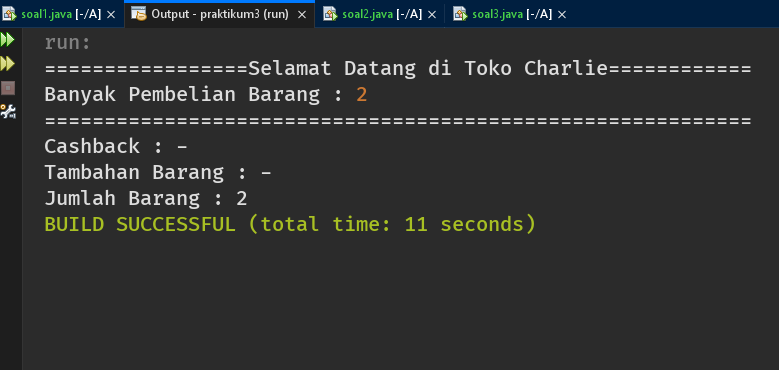 soal1.java [-/A] × Output - praktikum3 (run) × soal2.java [-/A] × soal3.java [-/A] ×
run:
=================Selamat Datang di Toko Charlie============
Banyak Pembelian Barang : 2
===========================================================
Cashback : -
Tambahan Barang : -
Jumlah Barang : 2
BUILD SUCCESSFUL (total time: 11 seconds)